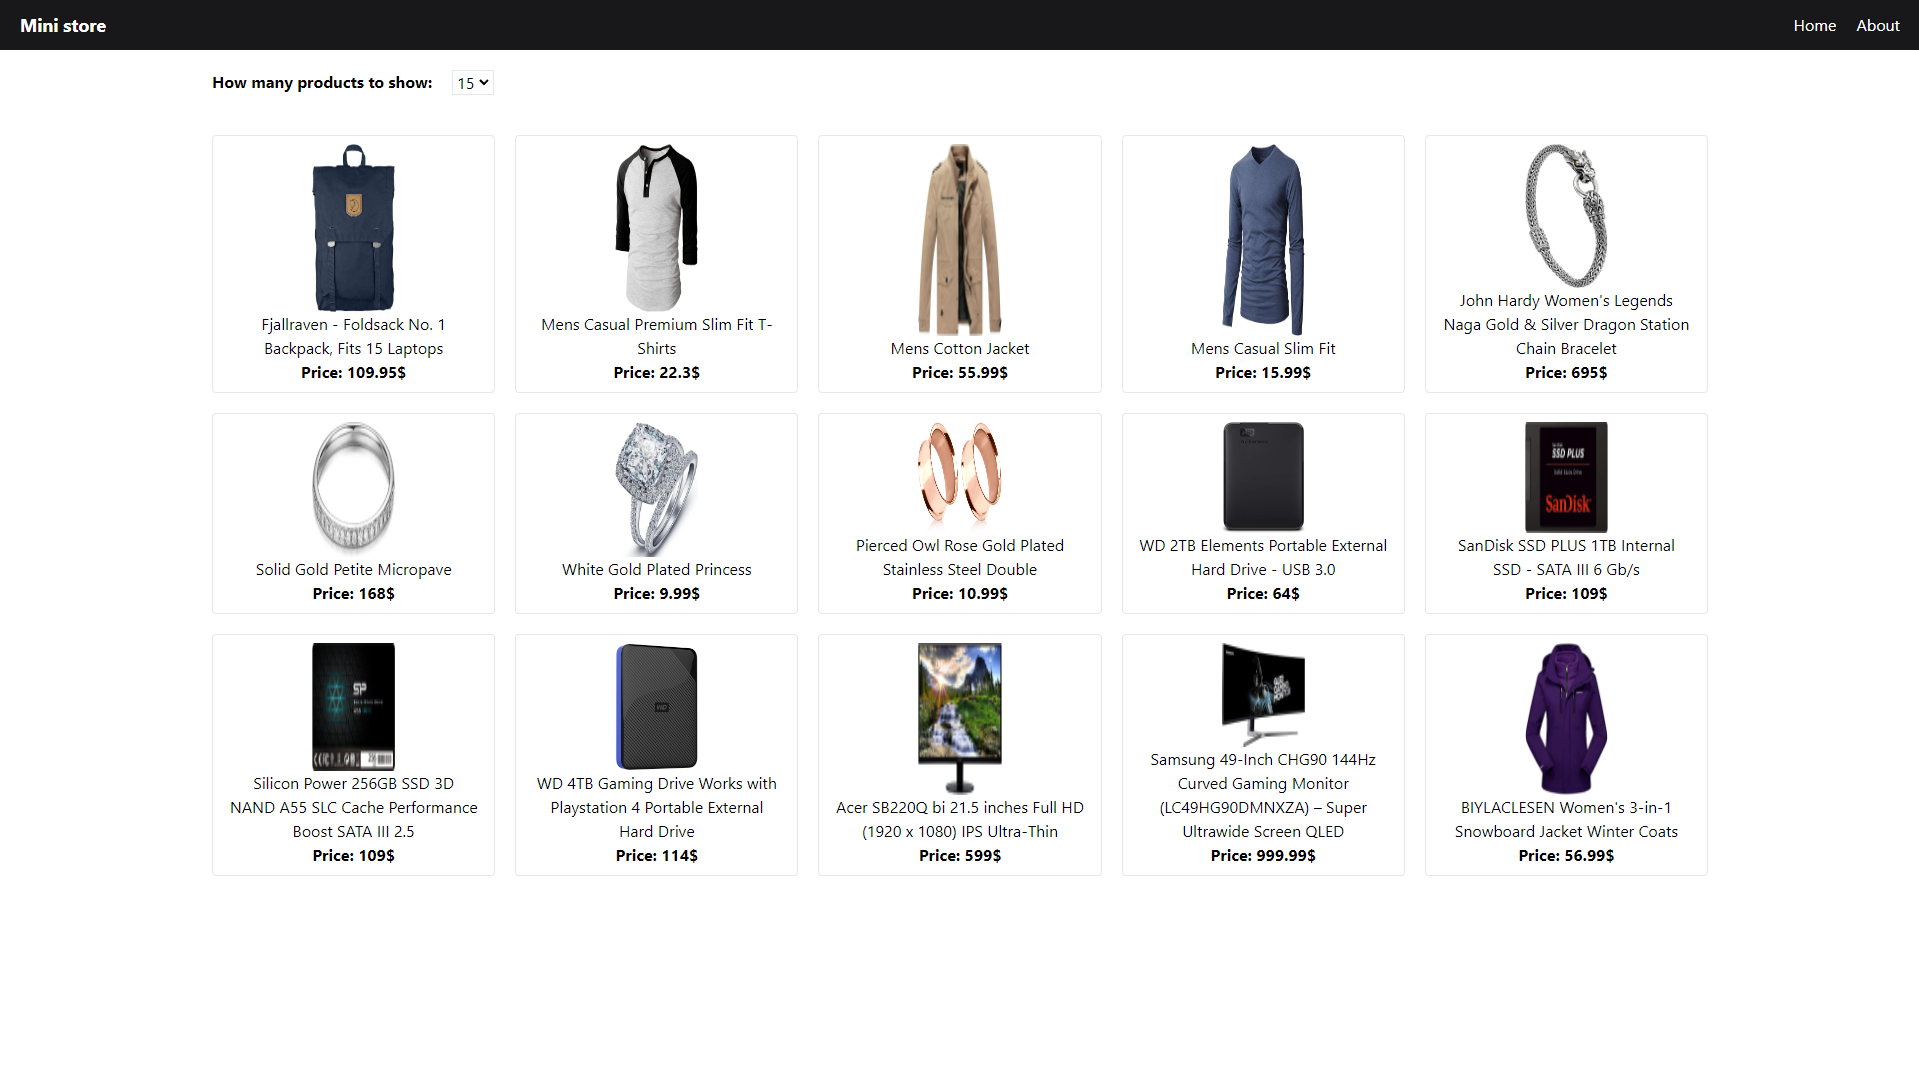 Mini store
Home
About
How many products to show:
15
Fjallraven - Foldsack No. 1
Backpack, Fits 15 Laptops
Price: 109.95$
Mens Casual Premium Slim Fit T-
Shirts
Price: 22.3$
Mens Cotton Jacket
Price: 55.99$
Mens Casual Slim Fit
Price: 15.99$
John Hardy Women's Legends
Naga Gold & Silver Dragon Station
Chain Bracelet
Price: 695$
Solid Gold Petite Micropave
Price: 168$
White Gold Plated Princess
Price: 9.99$
Pierced Owl Rose Gold Plated
Stainless Steel Double
Price: 10.99$
WD 2TB Elements Portable External
Hard Drive - USB 3.0
Price: 64$
SSD PLUS
SanDisk
SanDisk SSD PLUS 1TB Internal
SSD - SATA III 6 Gb/s
Price: 109$
SP
Silicon Power 256GB SSD 3D
NAND A55 SLC Cache Performance
Boost SATA III 2.5
Price: 109$
WD
WD 4TB Gaming Drive Works with
Playstation 4 Portable External
Hard Drive
Price: 114$
Acer SB220Q bi 21.5 inches Full HD
(1920 x 1080) IPS Ultra-Thin
Price: 599$
QLED
GAMING
MONITOR
Samsung 49-Inch CHG90 144Hz
Curved Gaming Monitor
(LC49HG90DMNXZA) – Super
Ultrawide Screen QLED
Price: 999.99$
BIYLACLESEN Women's 3-in-1
Snowboard Jacket Winter Coats
Price: 56.99$